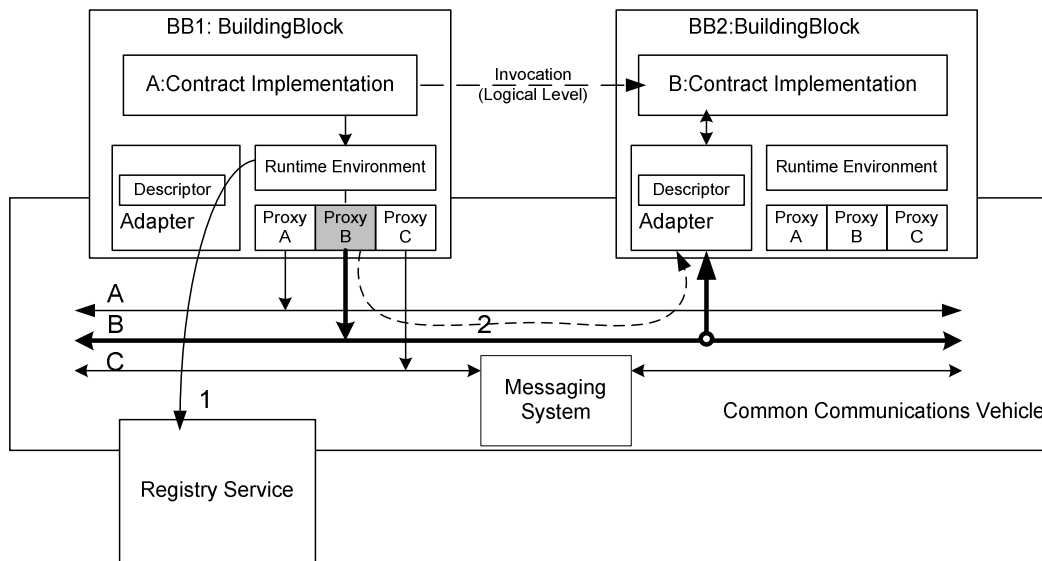 BB1: BuildingBlock
BB2:BuildingBlock
A:Contract Implementation
Invocation
(Logical Level)
B:Contract Implementation
Runtime Environment
Descriptor
Adapter
Proxy
A
Proxy
B
Proxy
C
Runtime Environment
Descriptor
Adapter
Proxy
A
Proxy
B
Proxy
C
A
B
2
C
1
Messaging
System
Common Communications Vehicle
Registry Service